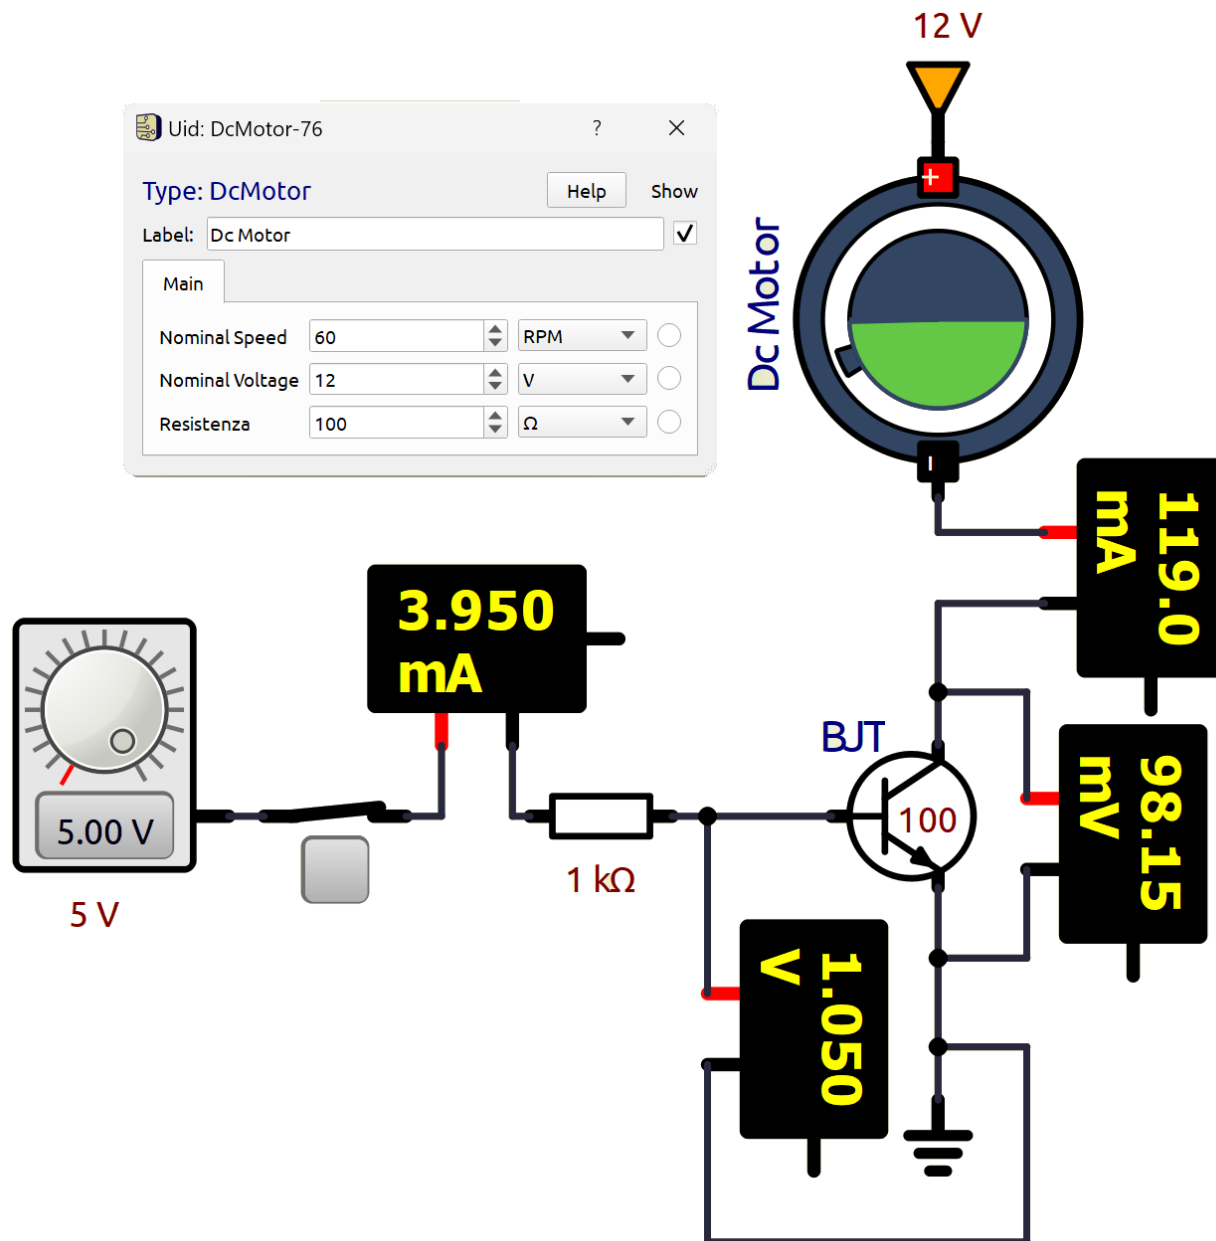 12 V
Uid: DcMotor-76
?
Type: DcMotor
Help
Show
Label:
Dc Motor
Main
Nominal Speed
60
RPM
Nominal Voltage
12
V
Resistenza
100
Ω
+
Dc Motor
-
119.0
mA
3.950
mA
BJT
98.15
mV
5.00 V
100
1 kΩ
5 V
1.050
V